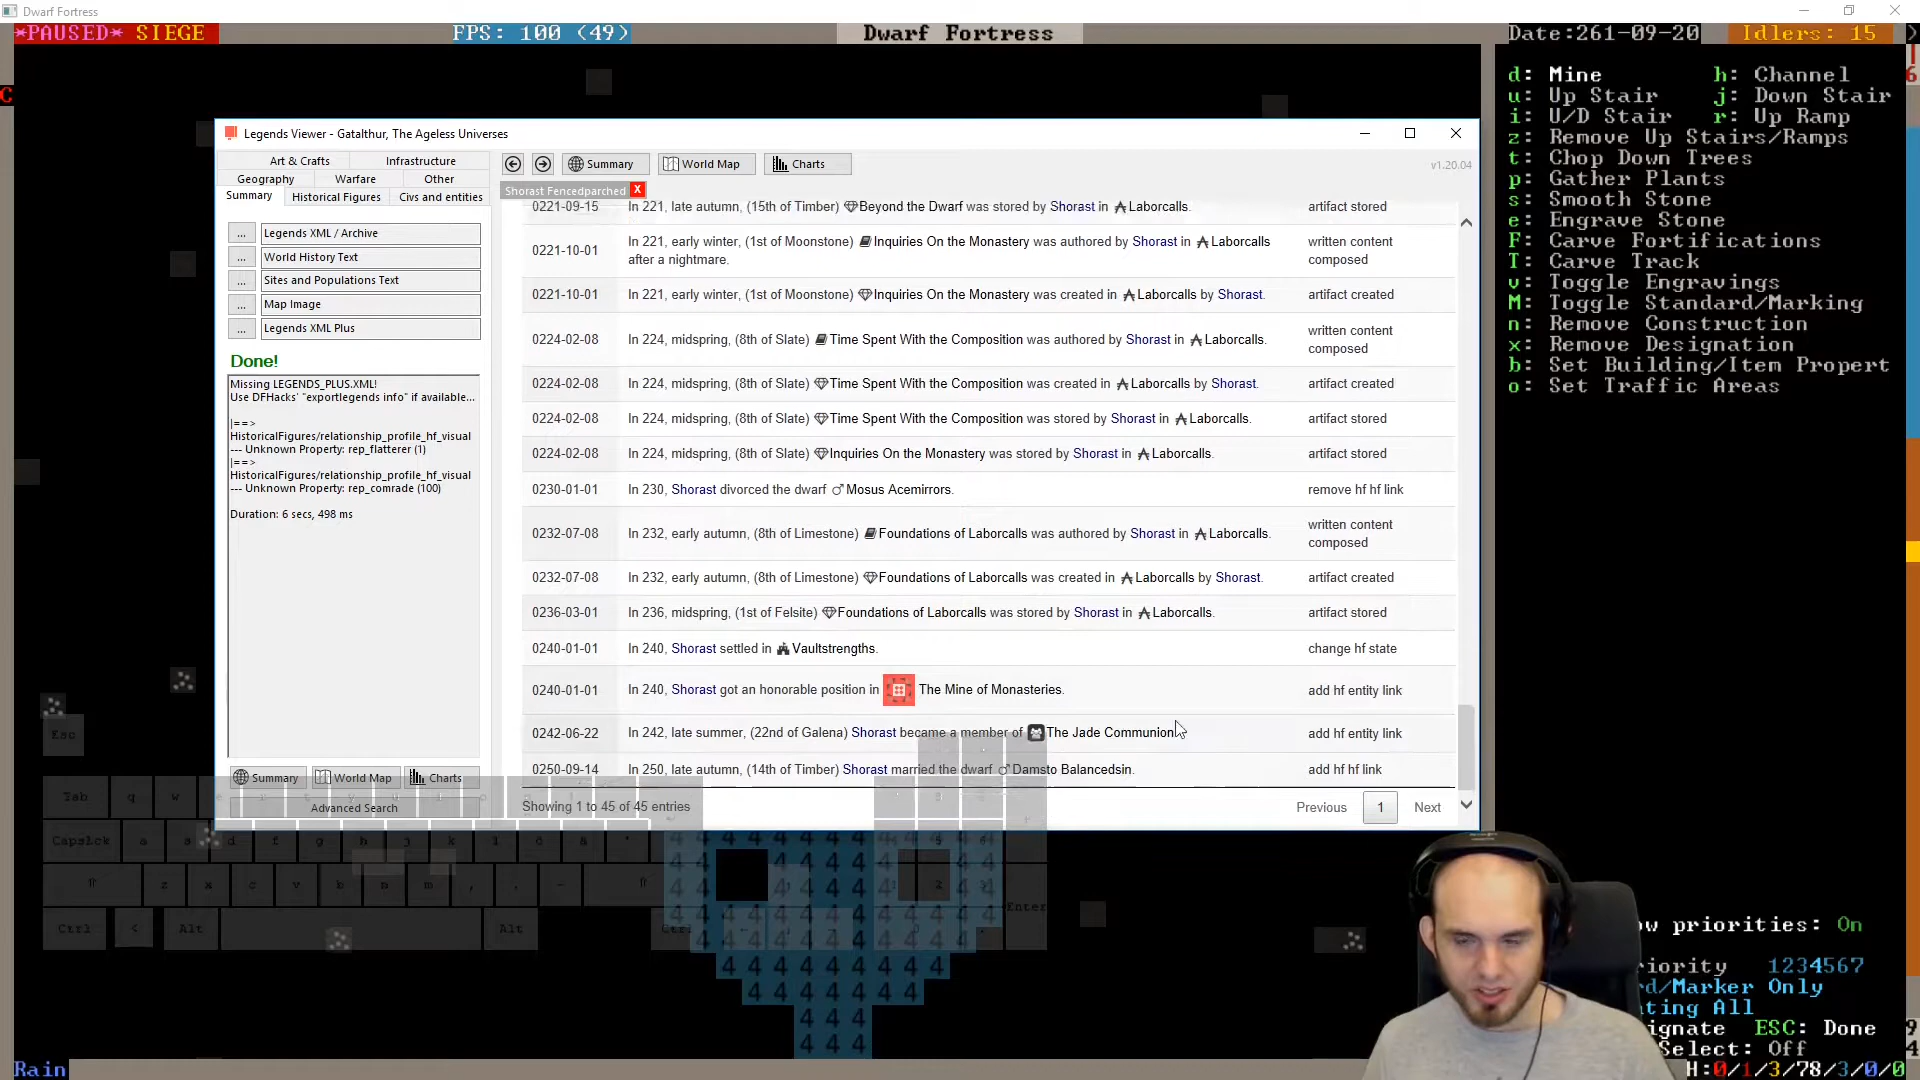 Dwarf Fortress
*PAUSED* SIEGE
FPS: 100 (49)
Dwarf Fortress
Date:261-09-20
Idlers: 15
d: Mine h: Channel
u: Up Stair j: Down Stair
i: U/D Stair r: Up Ramp
z: Remove Up Stairs/Ramps
t: Chop Down Trees
p: Gather Plants
s: Smooth Stone
e: Engrave Stone
F: Carve Fortifications
T: Carve Track
v: Toggle Engravings
M: Toggle Standard/Marking
n: Remove Construction
x: Remove Designation
b: Set Building/Item Propert
o: Set Traffic Areas
Legends Viewer - Gatalthur, The Ageless Universes
Art & Crafts Infrastructure
Geography Warfare Other
Summary Historical Figures Civs and entities
... Legends XML / Archive
... World History Text
... Sites and Populations Text
... Map Image
... Legends XML Plus
Done!
Missing LEGENDS_PLUS.XML!
Use DFHacks' "exportlegends info" if available...
|==>
HistoricalFigures/relationship_profile_hf_visual
--- Unknown Property: rep_flatterer (1)
|==>
HistoricalFigures/relationship_profile_hf_visual
--- Unknown Property: rep_comrade (100)
Duration: 6 secs, 498 ms
Summary World Map Charts
Advanced Search
Summary World Map Charts
v1.20.04
Shorast Fencedparched X
0221-09-15 In 221, late autumn, (15th of Timber) Beyond the Dwarf was stored by Shorast in Laborcalls. artifact stored
0221-10-01 In 221, early winter, (1st of Moonstone) Inquiries On the Monastery was authored by Shorast in Laborcalls written content
after a nightmare. composed
0221-10-01 In 221, early winter, (1st of Moonstone) Inquiries On the Monastery was created in Laborcalls by Shorast. artifact created
0224-02-08 In 224, midspring, (8th of Slate) Time Spent With the Composition was authored by Shorast in Laborcalls. written content
composed
0224-02-08 In 224, midspring, (8th of Slate) Time Spent With the Composition was created in Laborcalls by Shorast. artifact created
0224-02-08 In 224, midspring, (8th of Slate) Time Spent With the Composition was stored by Shorast in Laborcalls. artifact stored
0224-02-08 In 224, midspring, (8th of Slate) Inquiries On the Monastery was stored by Shorast in Laborcalls. artifact stored
0230-01-01 In 230, Shorast divorced the dwarf ♂ Mosus Acemirrors. remove hf hf link
0232-07-08 In 232, early autumn, (8th of Limestone) Foundations of Laborcalls was authored by Shorast in Laborcalls. written content
composed
0232-07-08 In 232, early autumn, (8th of Limestone) Foundations of Laborcalls was created in Laborcalls by Shorast. artifact created
0236-03-01 In 236, midspring, (1st of Felsite) Foundations of Laborcalls was stored by Shorast in Laborcalls. artifact stored
0240-01-01 In 240, Shorast settled in Vaultstrengths. change hf state
0240-01-01 In 240, Shorast got an honorable position in The Mine of Monasteries. add hf entity link
0242-06-22 In 242, late summer, (22nd of Galena) Shorast became a member of The Jade Communion add hf entity link
0250-09-14 In 250, late autumn, (14th of Timber) Shorast married the dwarf ♂ Damsto Balancedsin. add hf hf link
Showing 1 to 45 of 45 entries
Previous 1 Next
Esc
Tab q w
CapsLck a s d f g h j k l ö ä
z x c v b n m , . -
Ctrl < Alt Alt
Enter
ow priorities: On
riority 1234567
rd/Marker Only
ting All
ignate ESC: Done
Select: Off
H:0/1/3/78/3/0/0
Rain